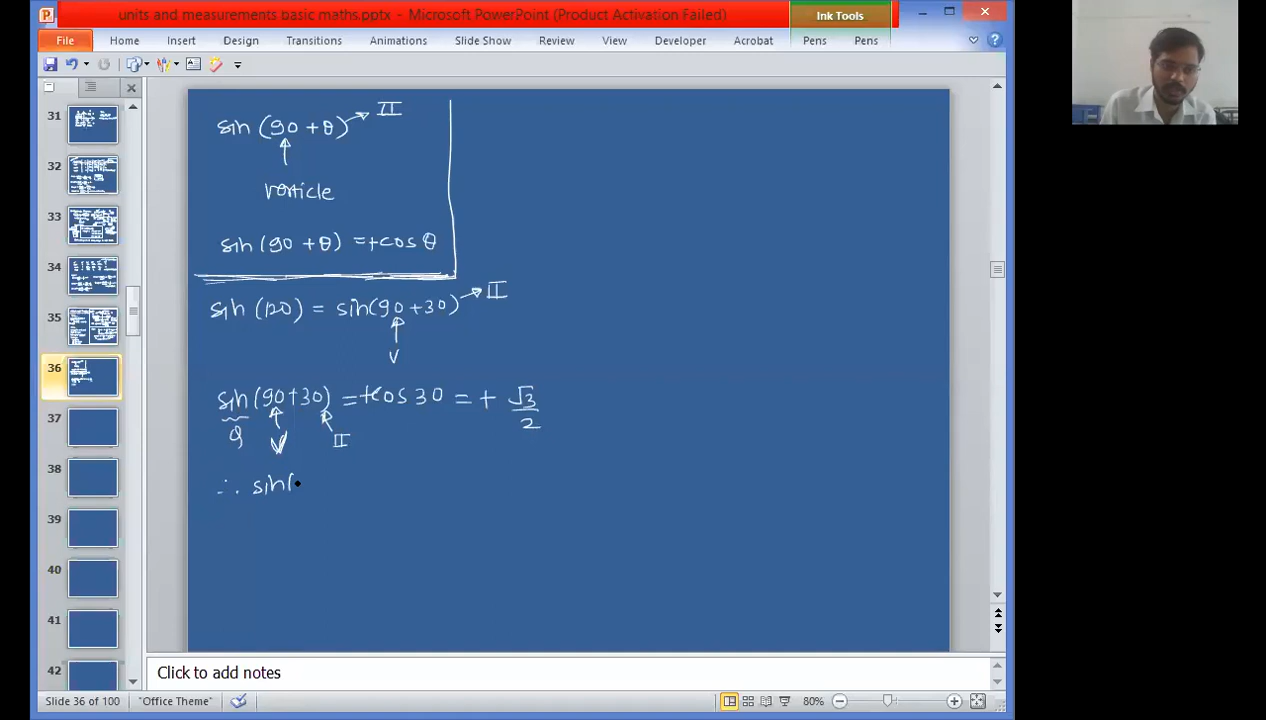 units and measurements basic maths.pptx - Microsoft PowerPoint (Product Activation Failed)
Ink Tools
File Home Insert Design Transitions Animations Slide Show Review View Developer Acrobat Pens Pens
31
32
33
34
35
36
37
38
39
40
41
42
sin (90 + θ) → II
verticle
sin (90 + θ) = +cos θ
sin (120) = sin(90 + 30) → II
V
sin (90+30) = +cos 30 = + √3/2
V II
∴ sin(
Click to add notes
Slide 36 of 100 "Office Theme" 80%